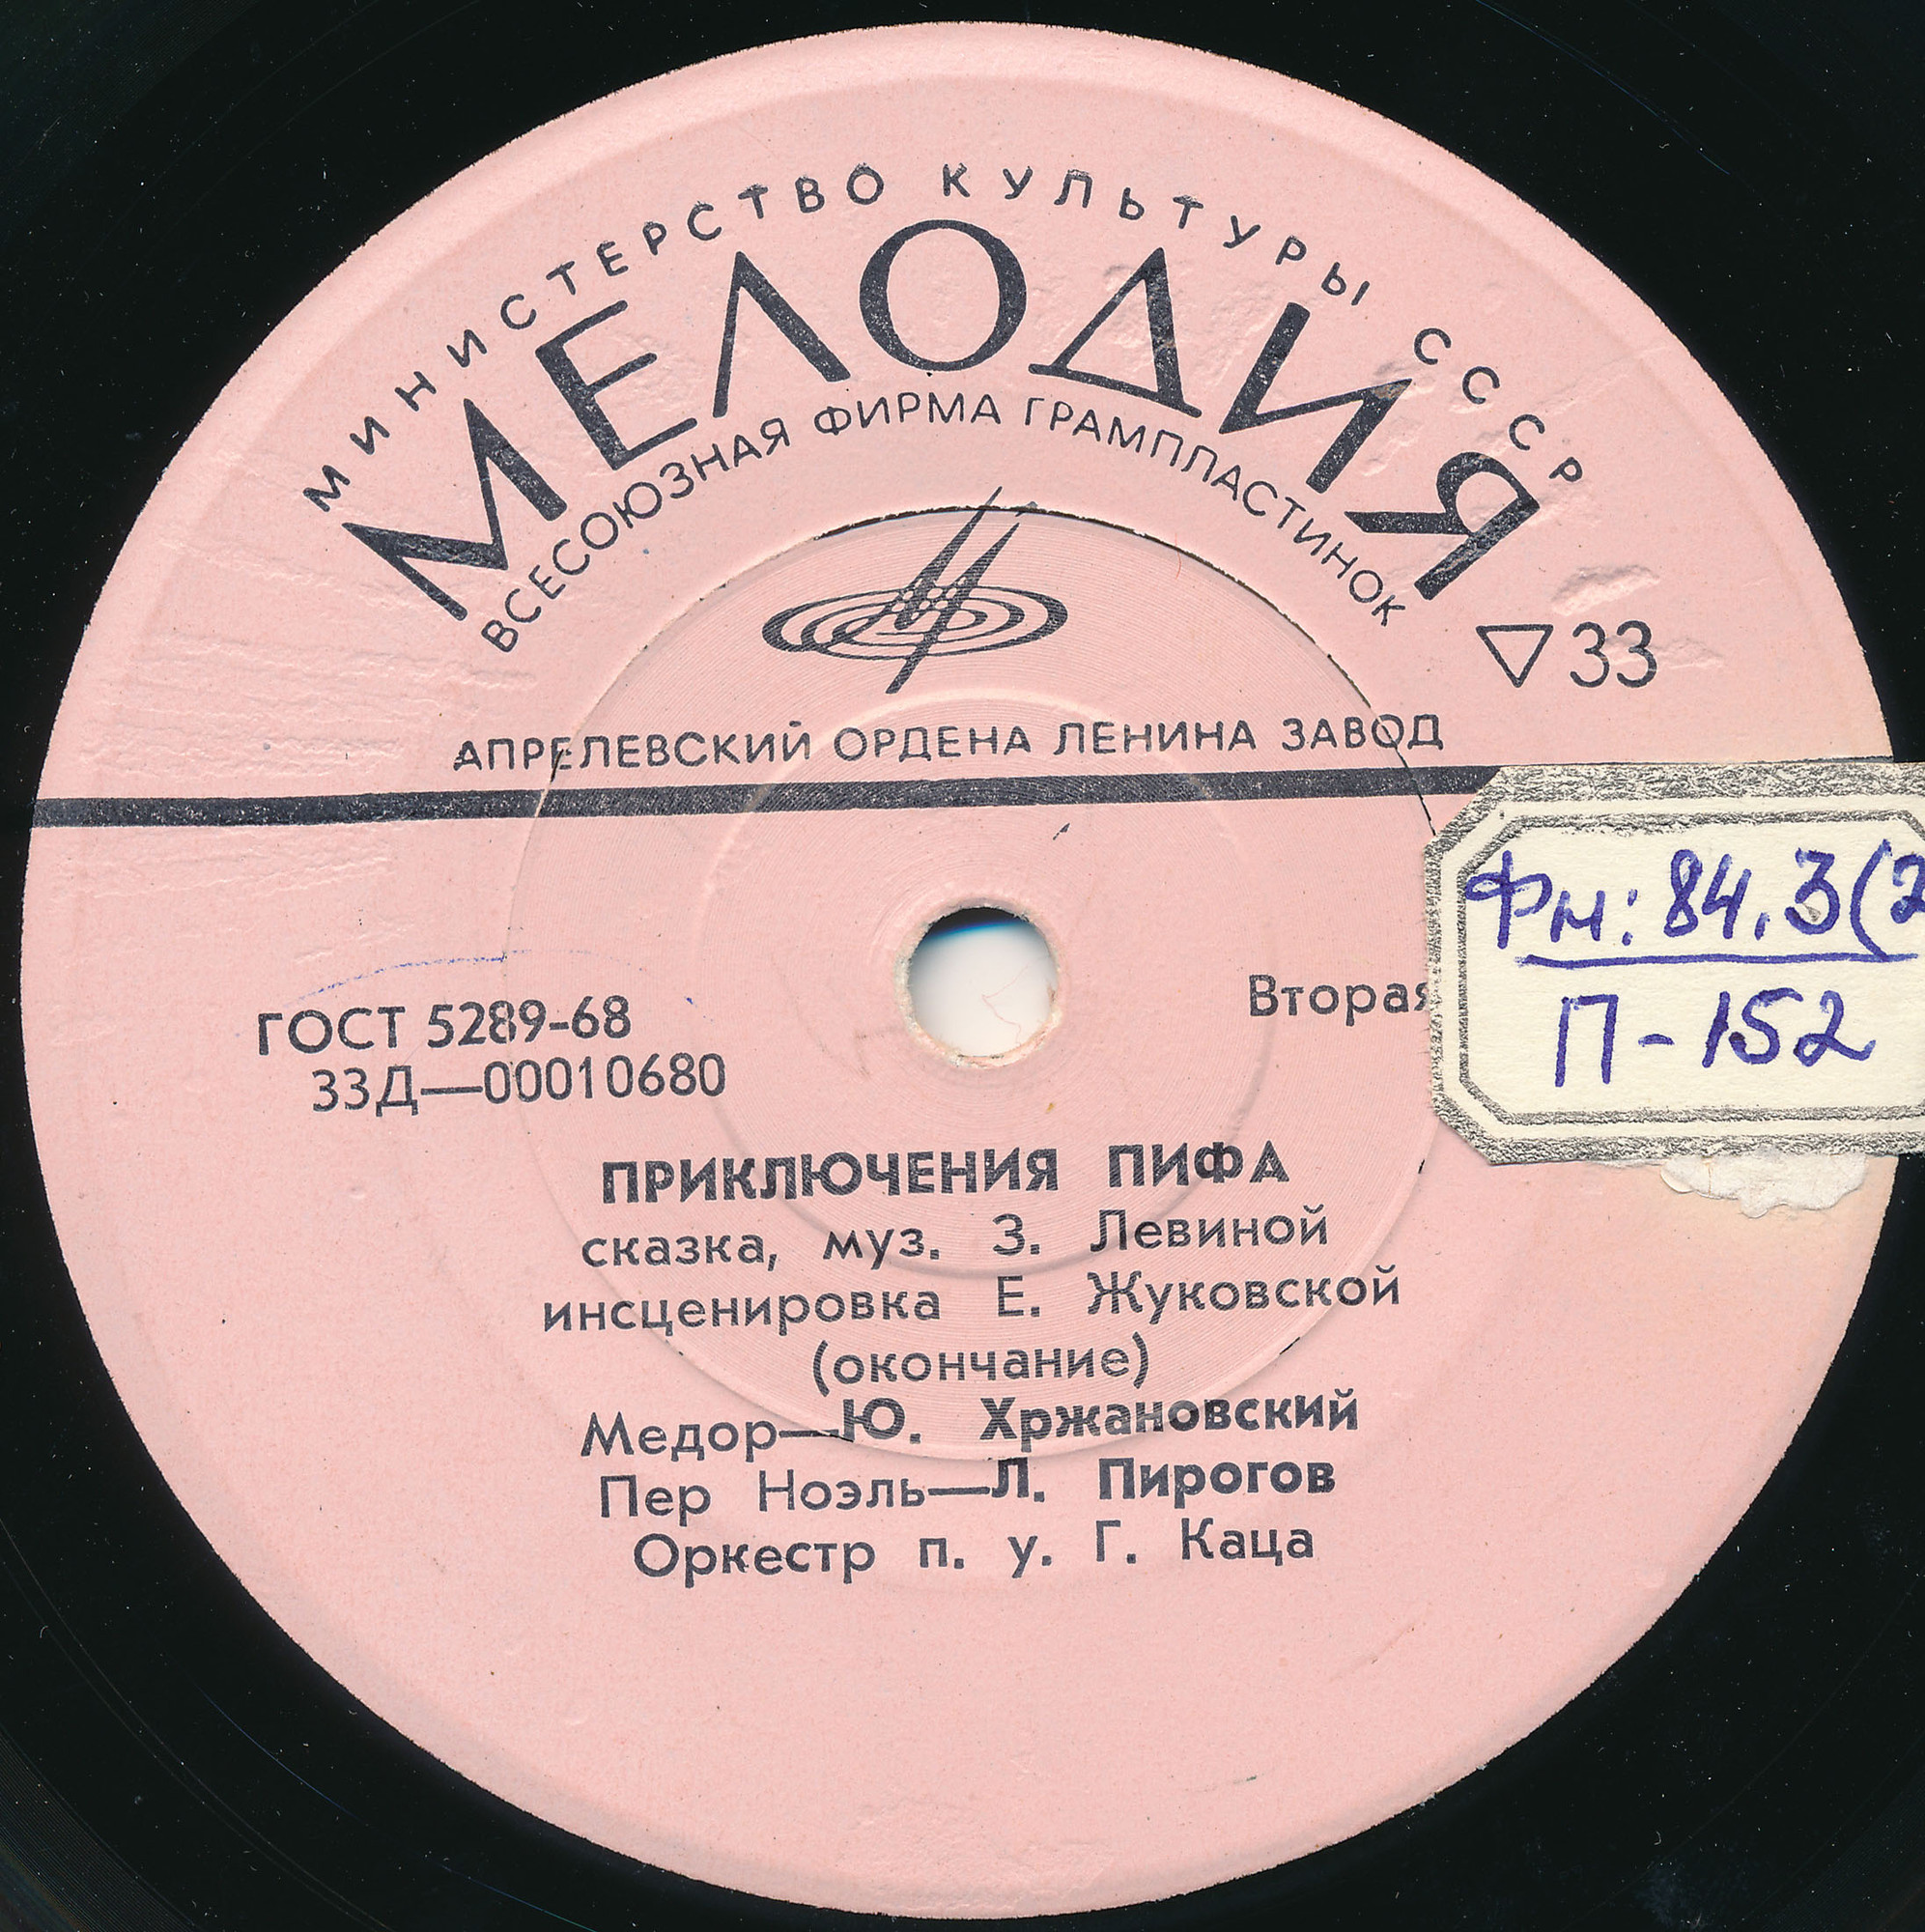 МИНИСТЕРСТВО КУЛЬТУРЫ СССР
МЕЛОДИЯ
ВСЕСОЮЗНАЯ ФИРМА ГРАМПЛАСТИНОК
33
АПРЕЛЕВСКИЙ ОРДЕНА ЛЕНИНА ЗАВОД
Фм: 84.3(2
П-152
Вторая
ГОСТ 5289-68
33Д—00010680
ПРИКЛЮЧЕНИЯ ПИФА
сказка, муз. З. Левиной
инсценировка Е. Жуковской
(окончание)
Медор—Ю. Хржановский
Пер Ноэль—Л. Пирогов
Оркестр п. у. Г. Каца